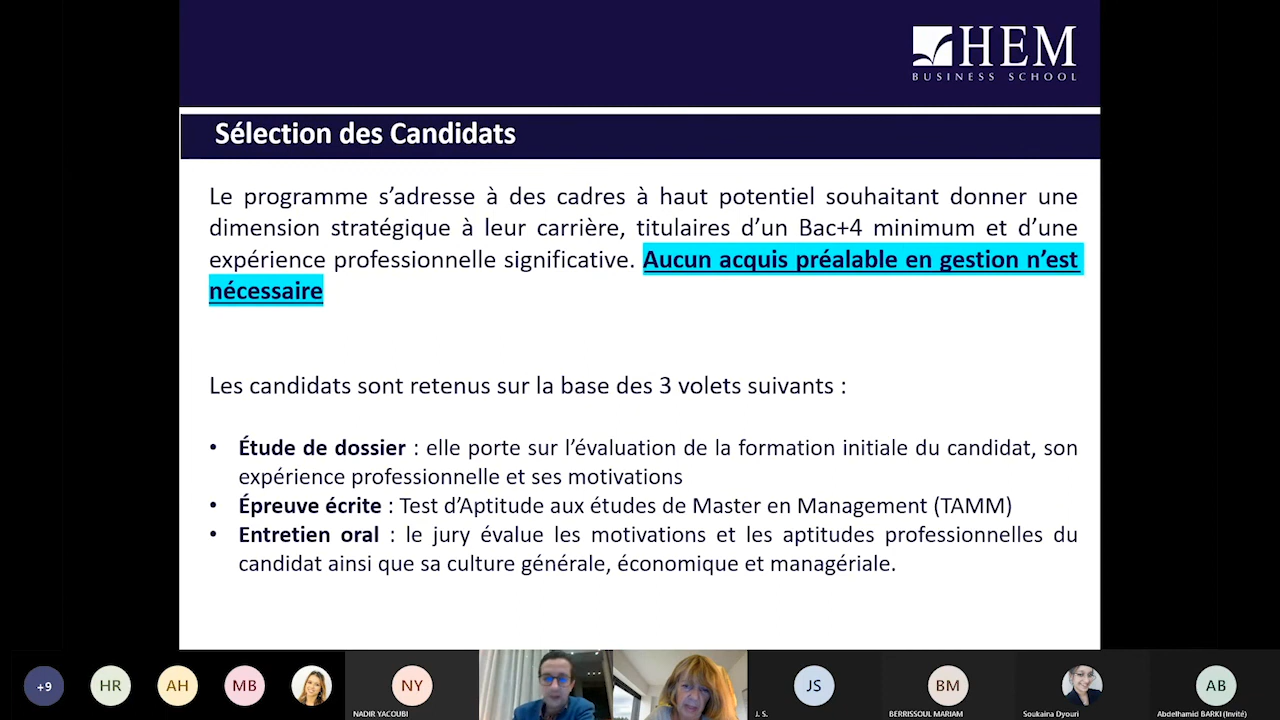 HEM
BUSINESS SCHOOL
Sélection des Candidats
Le programme s’adresse à des cadres à haut potentiel souhaitant donner une
dimension stratégique à leur carrière, titulaires d’un Bac+4 minimum et d’une
expérience professionnelle significative. Aucun acquis préalable en gestion n’est
nécessaire
Les candidats sont retenus sur la base des 3 volets suivants :
• Étude de dossier : elle porte sur l’évaluation de la formation initiale du candidat, son
expérience professionnelle et ses motivations
• Épreuve écrite : Test d’Aptitude aux études de Master en Management (TAMM)
• Entretien oral : le jury évalue les motivations et les aptitudes professionnelles du
candidat ainsi que sa culture générale, économique et managériale.
+9 HR AH MB NY JS BM AB
NADIR YACOUBI J. S. BERRISSOUL MARIAM Soukaina Dyouri Abdelhamid BARKI (Invité)